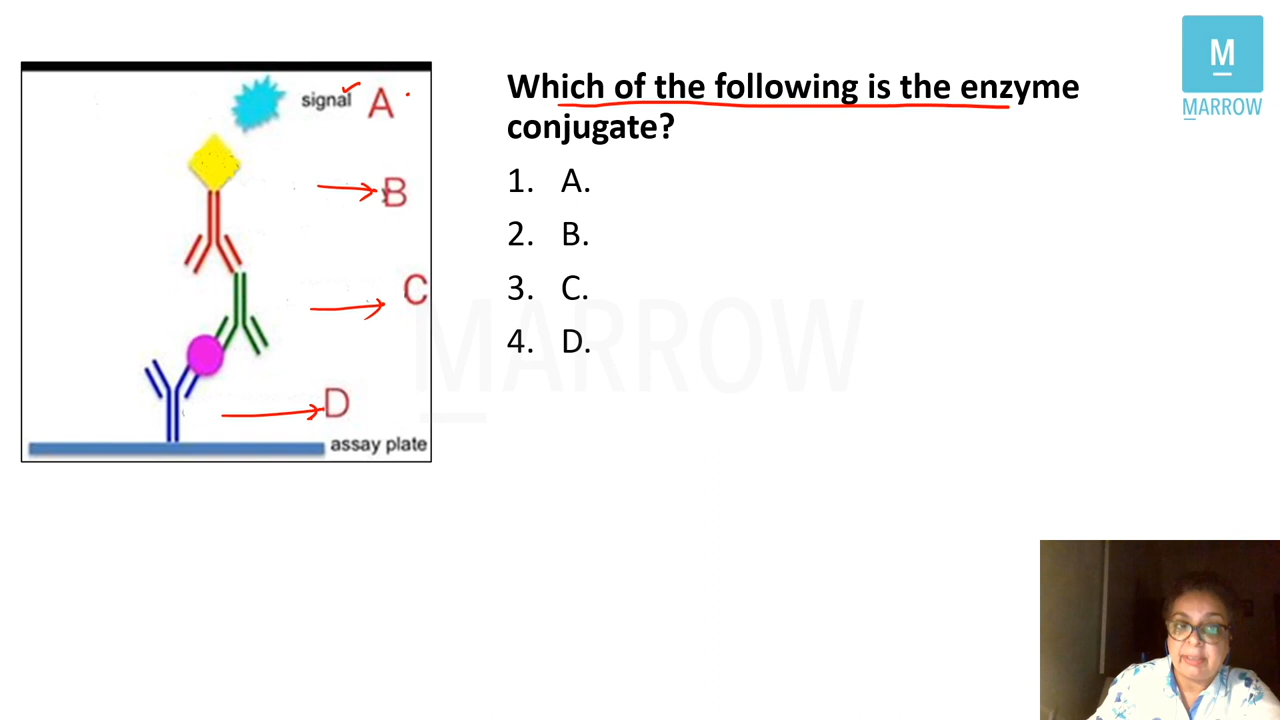 M
MARROW
signal A
Which of the following is the enzyme
conjugate?
1. A.
2. B.
3. C.
4. D.
B
C
D
assay plate
MARROW